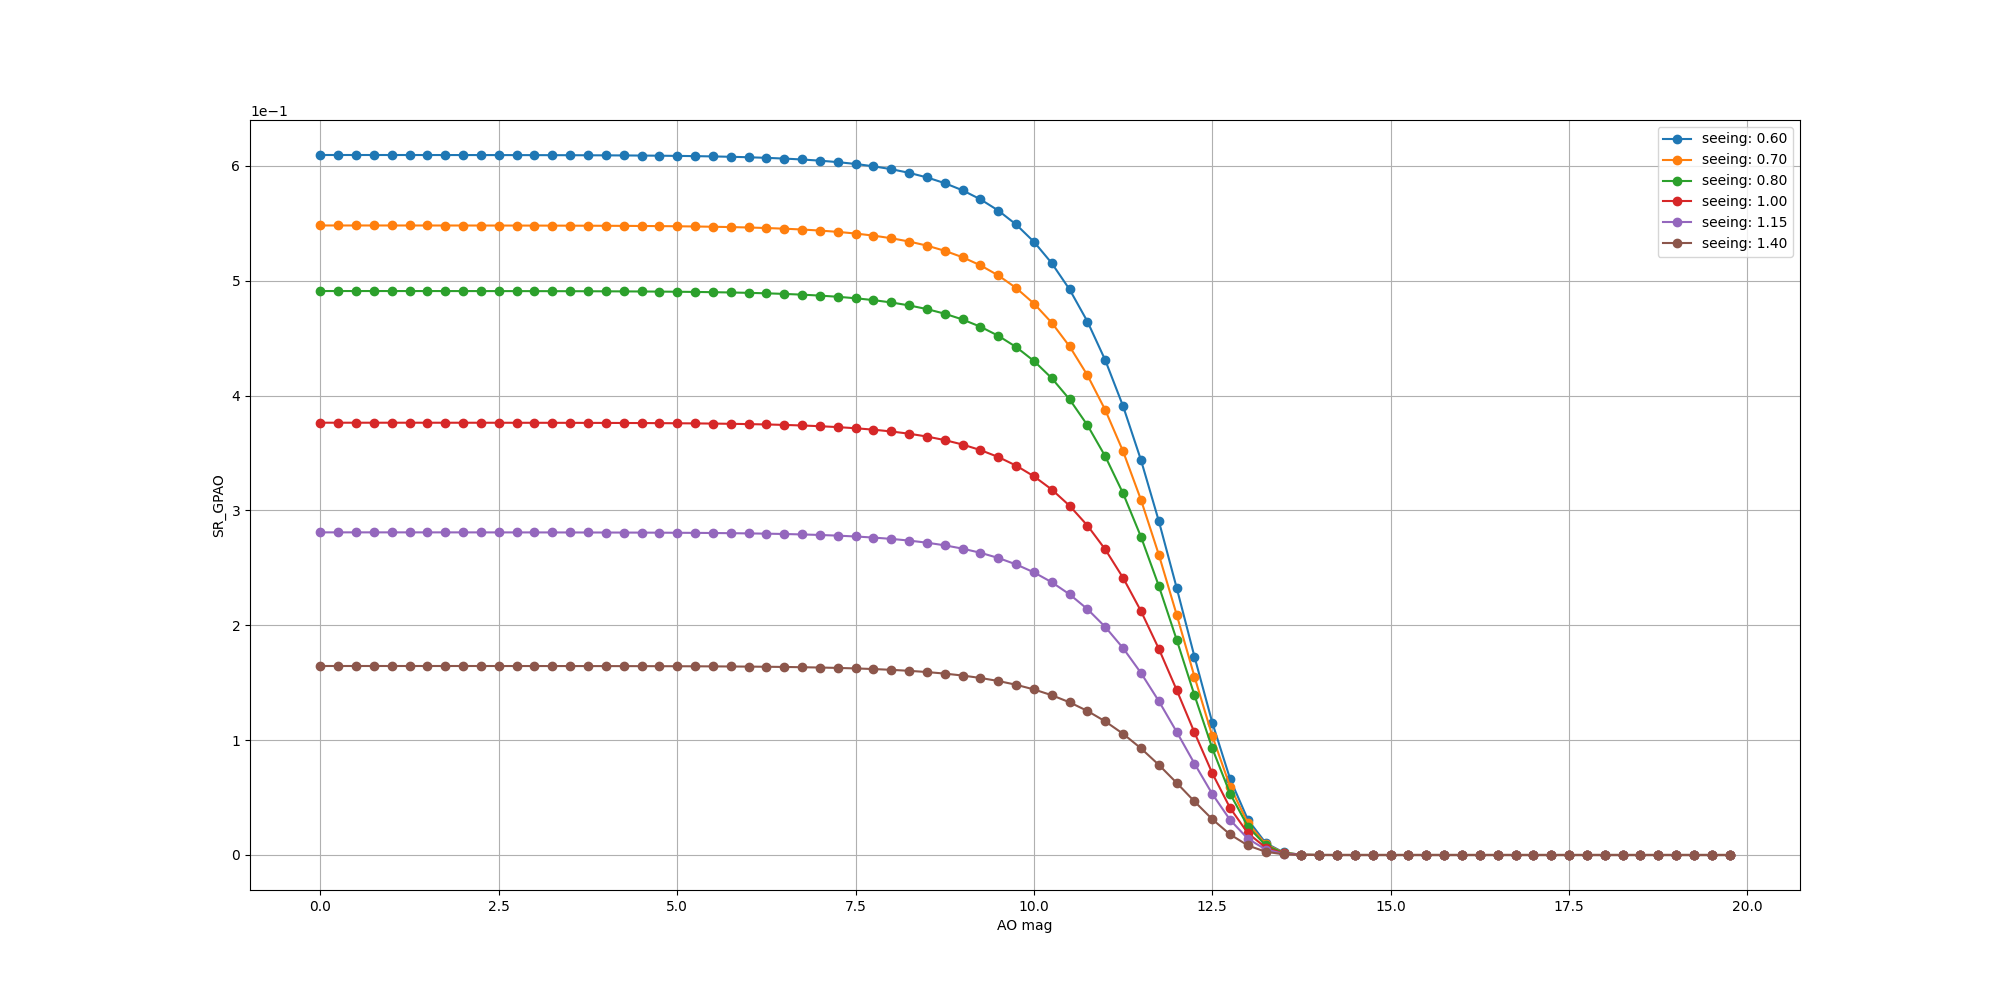 1e−1
6
5
4
3
2
1
0
SR_GPAO
0.0 2.5 5.0 7.5 10.0 12.5 15.0 17.5 20.0
AO mag
seeing: 0.60
seeing: 0.70
seeing: 0.80
seeing: 1.00
seeing: 1.15
seeing: 1.40